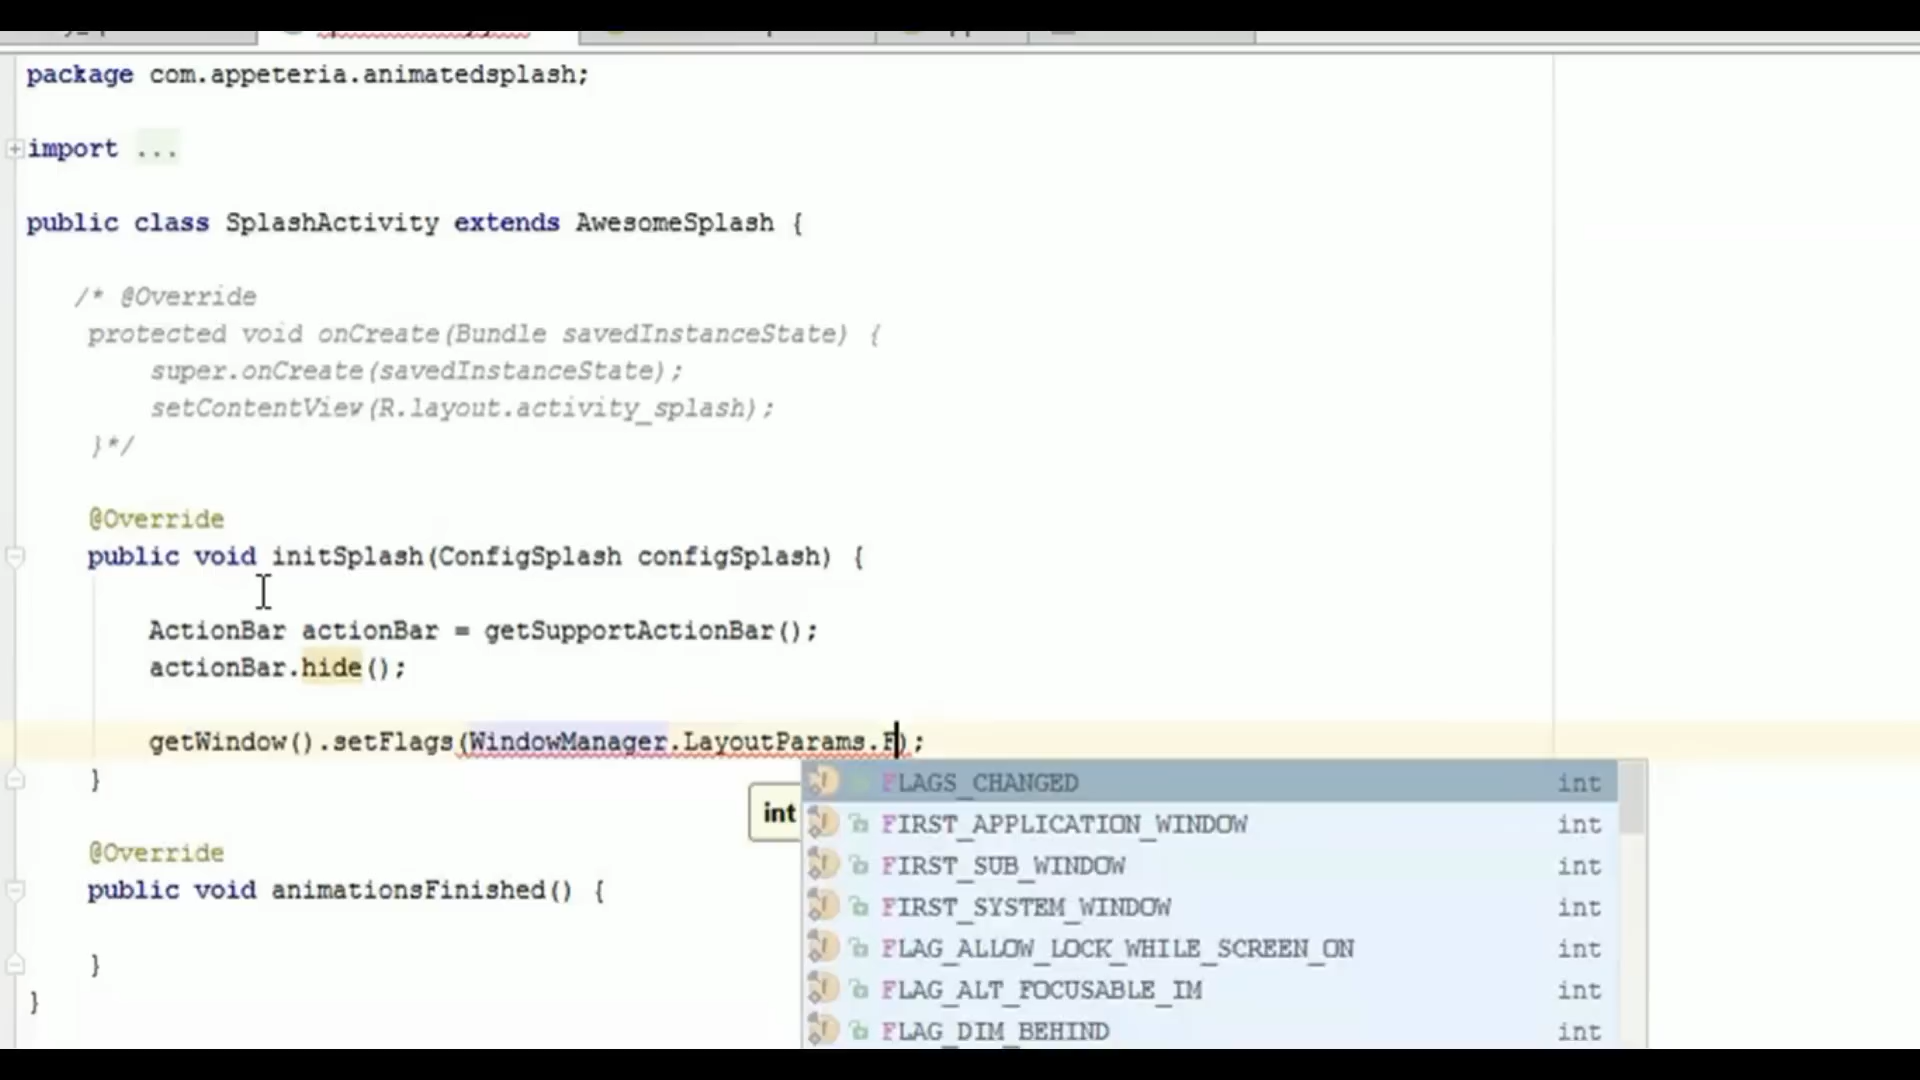 package com.appeteria.animatedsplash;
import ...
public class SplashActivity extends AwesomeSplash {
/* @Override
protected void onCreate(Bundle savedInstanceState) {
super.onCreate(savedInstanceState);
setContentView(R.layout.activity_splash);
}*/
@Override
public void initSplash(ConfigSplash configSplash) {
ActionBar actionBar = getSupportActionBar();
actionBar.hide();
getWindow().setFlags(WindowManager.LayoutParams.F);
}
FLAGS_CHANGED int
int
FIRST_APPLICATION_WINDOW int
@Override
FIRST_SUB_WINDOW int
public void animationsFinished() {
FIRST_SYSTEM_WINDOW int
FLAG_ALLOW_LOCK_WHILE_SCREEN_ON int
}
FLAG_ALT_FOCUSABLE_IM int
}
FLAG_DIM_BEHIND int